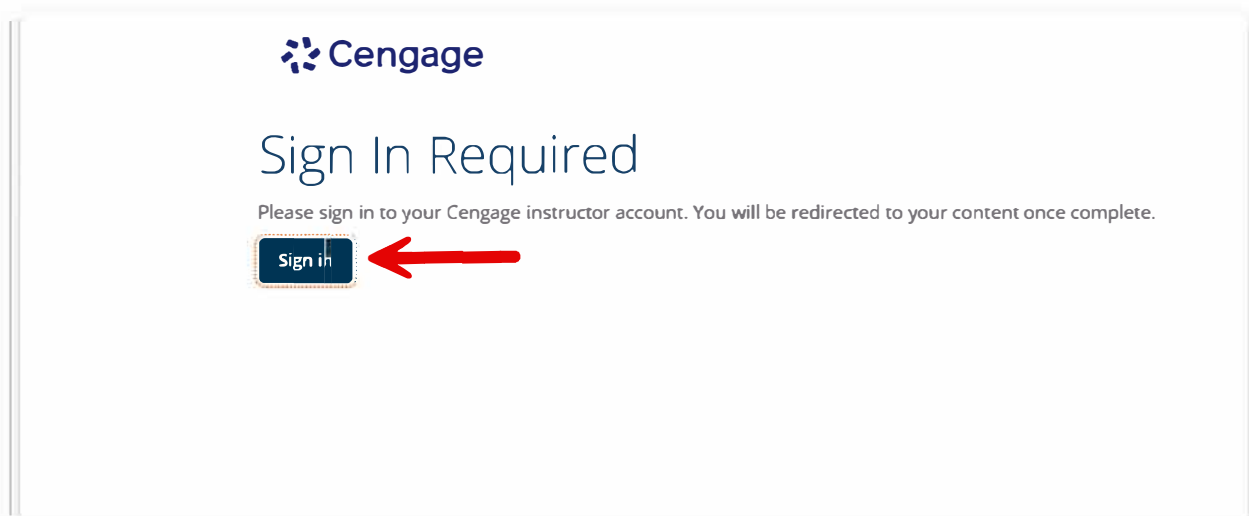 Cengage
Sign In Required
Please sign in to your Cengage instructor account. You will be redirected to your content once complete.
Sign in